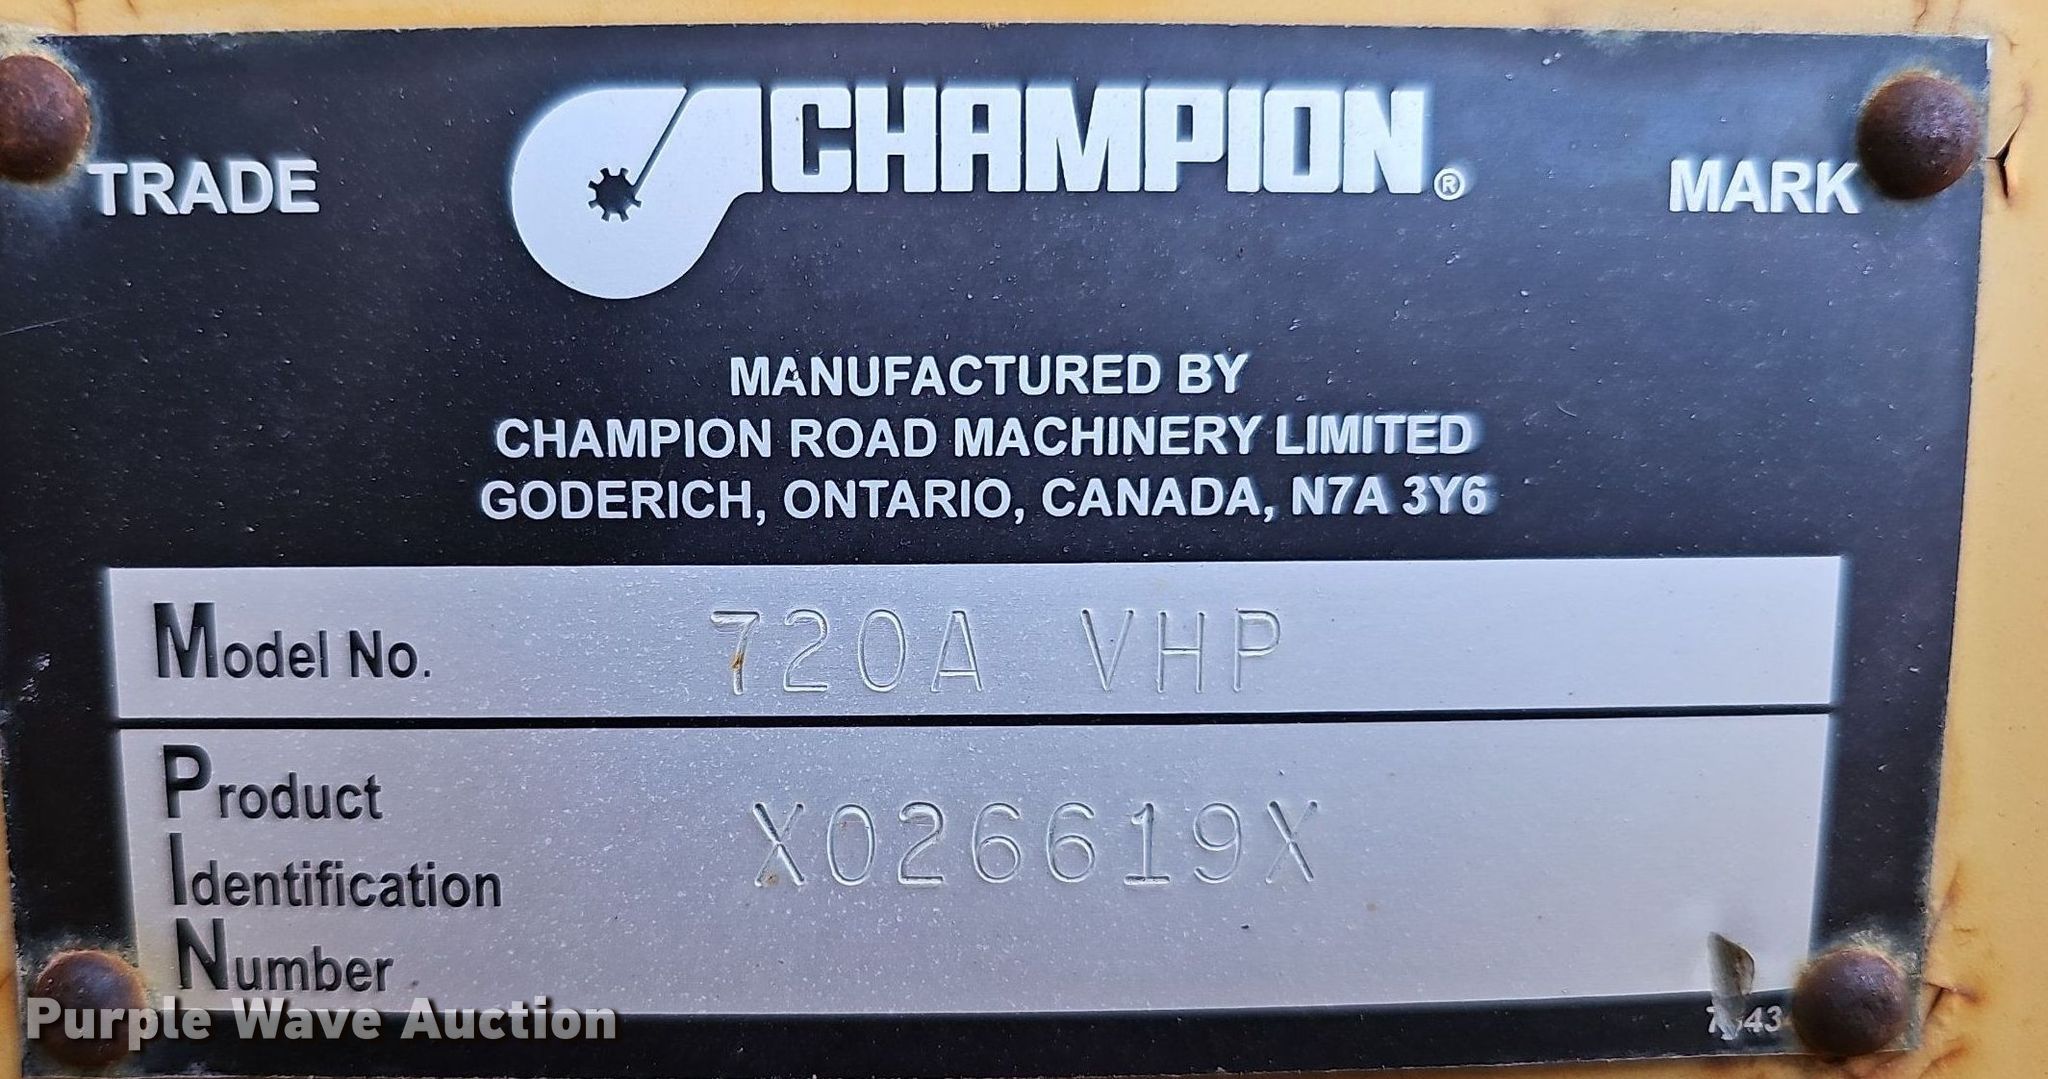 TRADE CHAMPION® MARK
MANUFACTURED BY
CHAMPION ROAD MACHINERY LIMITED
GODERICH, ONTARIO, CANADA, N7A 3Y6
Model No. 720A VHP
Product
Identification
Number
X026619X
Purple Wave Auction